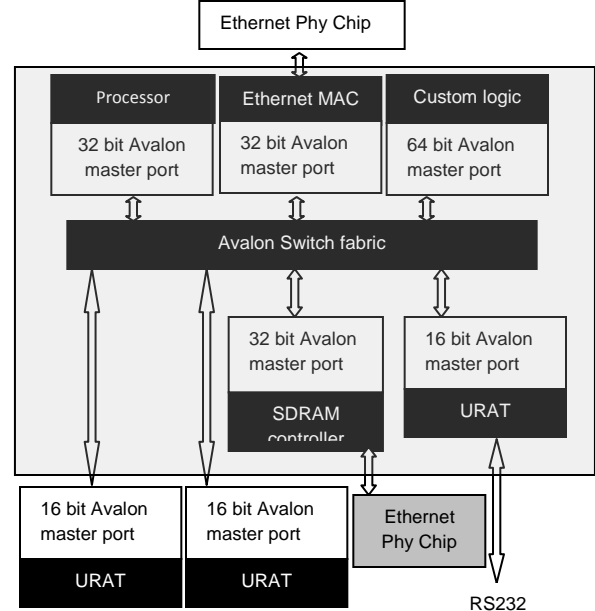 Ethernet Phy Chip
Processor
Ethernet MAC
Custom logic
32 bit Avalon
master port
32 bit Avalon
master port
64 bit Avalon
master port
Avalon Switch fabric
32 bit Avalon
master port
16 bit Avalon
master port
SDRAM
controller
URAT
16 bit Avalon
master port
16 bit Avalon
master port
Ethernet
Phy Chip
URAT
URAT
RS232